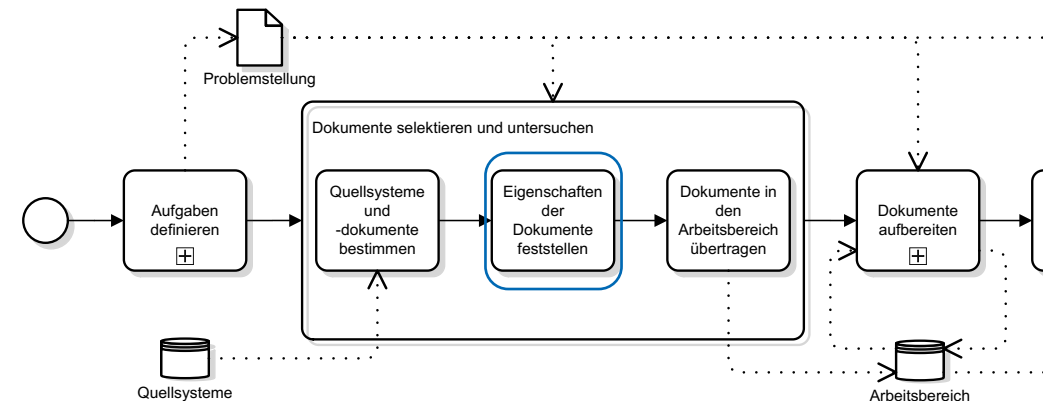 Problemstellung
Dokumente selektieren und untersuchen
Aufgaben
definieren
Quellsysteme
und
-dokumente
bestimmen
Eigenschaften
der
Dokumente
feststellen
Dokumente in
den
Arbeitsbereich
übertragen
Dokumente
aufbereiten
Quellsysteme
Arbeitsbereich